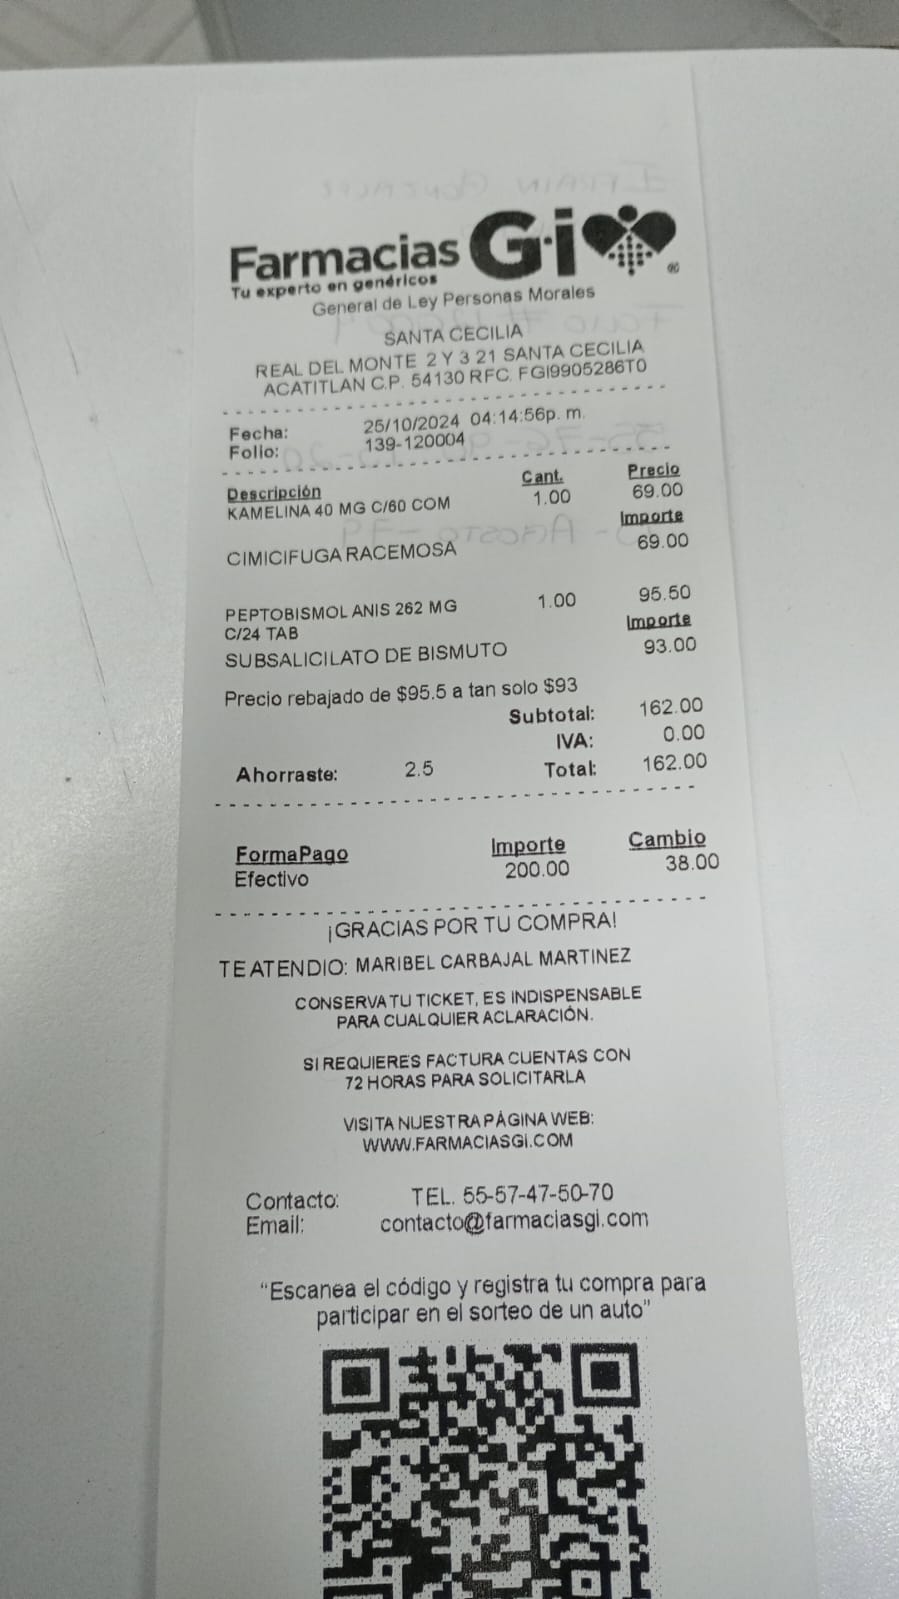 Farmacias G·i
Tu experto en genéricos
General de Ley Personas Morales
SANTA CECILIA
REAL DEL MONTE 2 Y 3 21 SANTA CECILIA
ACATITLAN C.P. 54130 RFC. FGI9905286T0
Fecha: 25/10/2024 04:14:56p. m.
Folio: 139-120004
Descripción Cant. Precio
KAMELINA 40 MG C/60 COM 1.00 69.00
Importe
CIMICIFUGA RACEMOSA 69.00
PEPTOBISMOL ANIS 262 MG 1.00 95.50
C/24 TAB Importe
SUBSALICILATO DE BISMUTO 93.00
Precio rebajado de $95.5 a tan solo $93
Subtotal: 162.00
IVA: 0.00
Ahorraste: 2.5 Total: 162.00
FormaPago Importe Cambio
Efectivo 200.00 38.00
¡GRACIAS POR TU COMPRA!
TE ATENDIO: MARIBEL CARBAJAL MARTINEZ
CONSERVA TU TICKET, ES INDISPENSABLE
PARA CUALQUIER ACLARACIÓN.
SI REQUIERES FACTURA CUENTAS CON
72 HORAS PARA SOLICITARLA
VISITA NUESTRA PÁGINA WEB:
WWW.FARMACIASGI.COM
Contacto: TEL. 55-57-47-50-70
Email: contacto@farmaciasgi.com
“Escanea el código y registra tu compra para
participar en el sorteo de un auto”